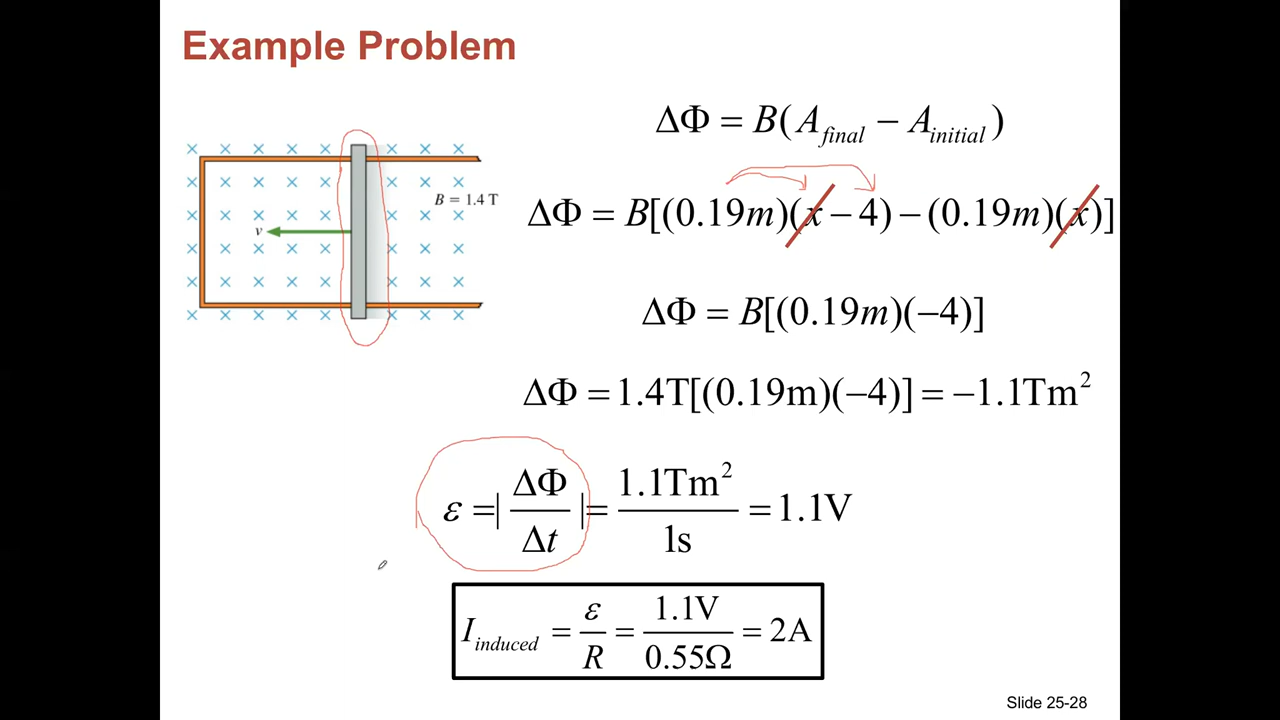 Example Problem
ΔΦ = B(A_final − A_initial)
B = 1.4 T
v
ΔΦ = B[(0.19m)(x − 4) − (0.19m)(x)]
ΔΦ = B[(0.19m)(−4)]
ΔΦ = 1.4T[(0.19m)(−4)] = −1.1Tm²
ε = | ΔΦ/Δt | = 1.1Tm²/1s = 1.1V
I_induced = ε/R = 1.1V/0.55Ω = 2A
Slide 25-28